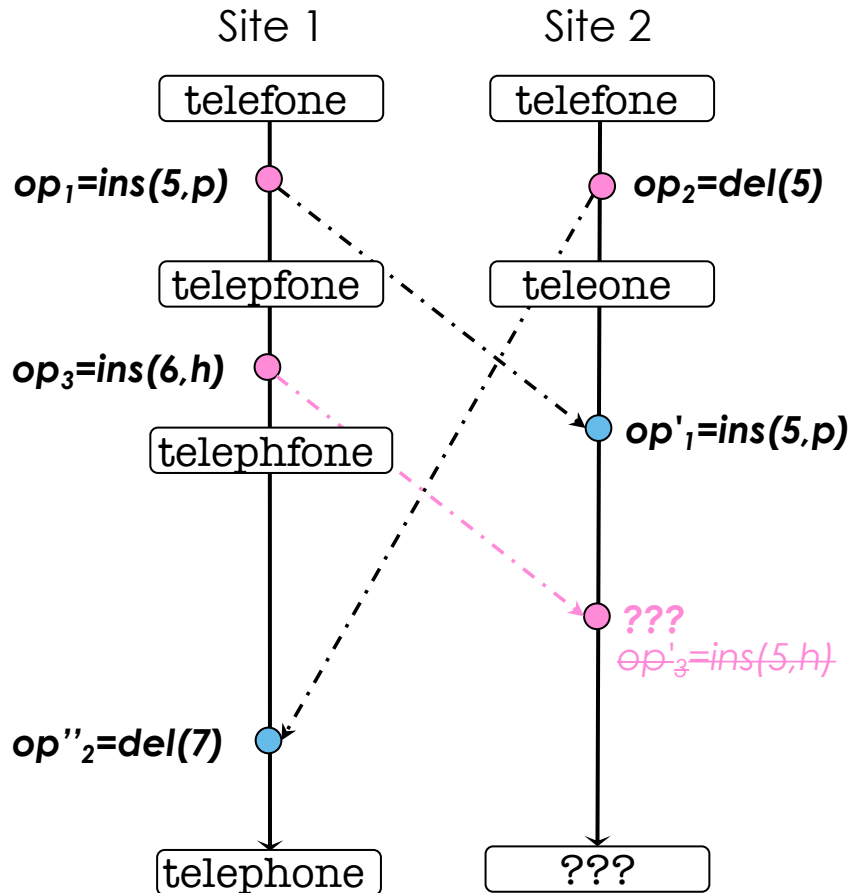 Site 1 Site 2
telefone telefone
op₁=ins(5,p) op₂=del(5)
telepfone teleone
op₃=ins(6,h)
op'₁=ins(5,p)
telephfone
???
op'₃=ins(5,h)
op''₂=del(7)
telephone ???